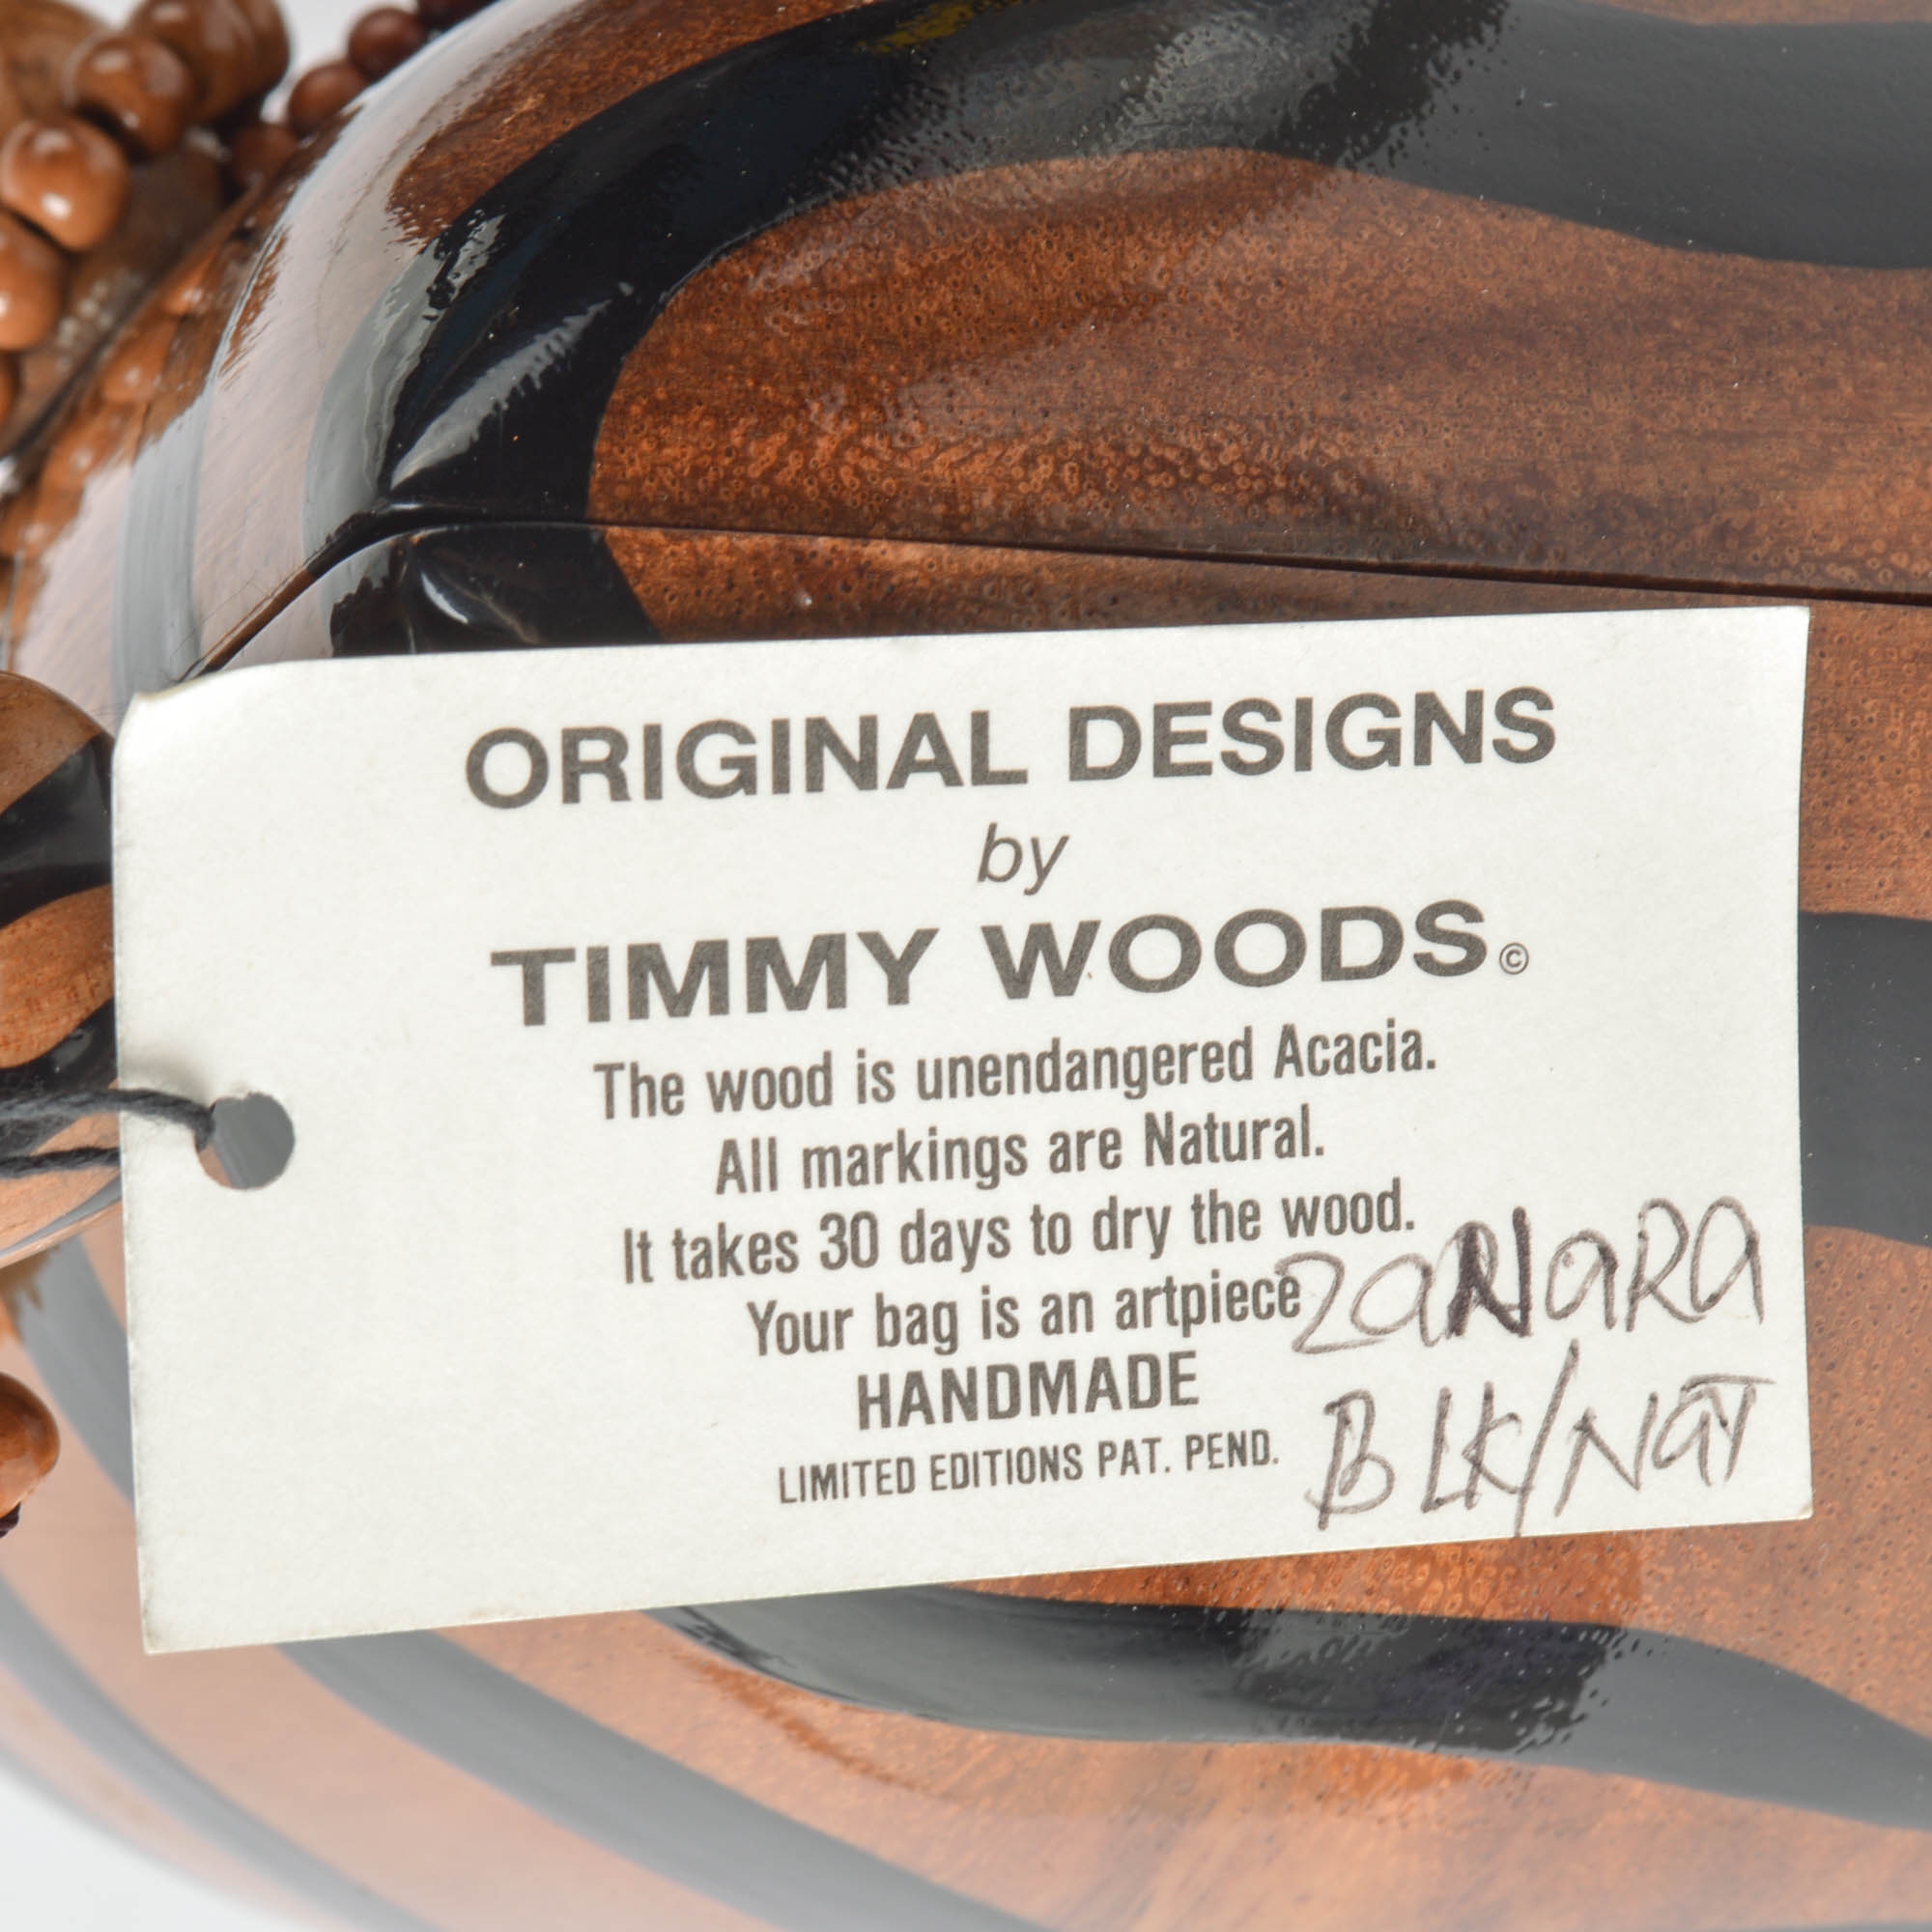 ORIGINAL DESIGNS
by
TIMMY WOODS©
The wood is unendangered Acacia.
All markings are Natural.
It takes 30 days to dry the wood.
Your bag is an artpiece
ZaNaRa
HANDMADE
LIMITED EDITIONS PAT. PEND.
BLK/NaT